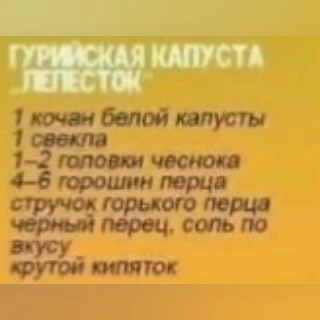 ГУРИЙСКАЯ КАПУСТА
„ЛЕПЕСТОК"
1 кочан белой капусты
1 свекла
1–2 головки чеснока
4–6 горошин перца
стручок горького перца
черный перец, соль по
вкусу
крутой кипяток